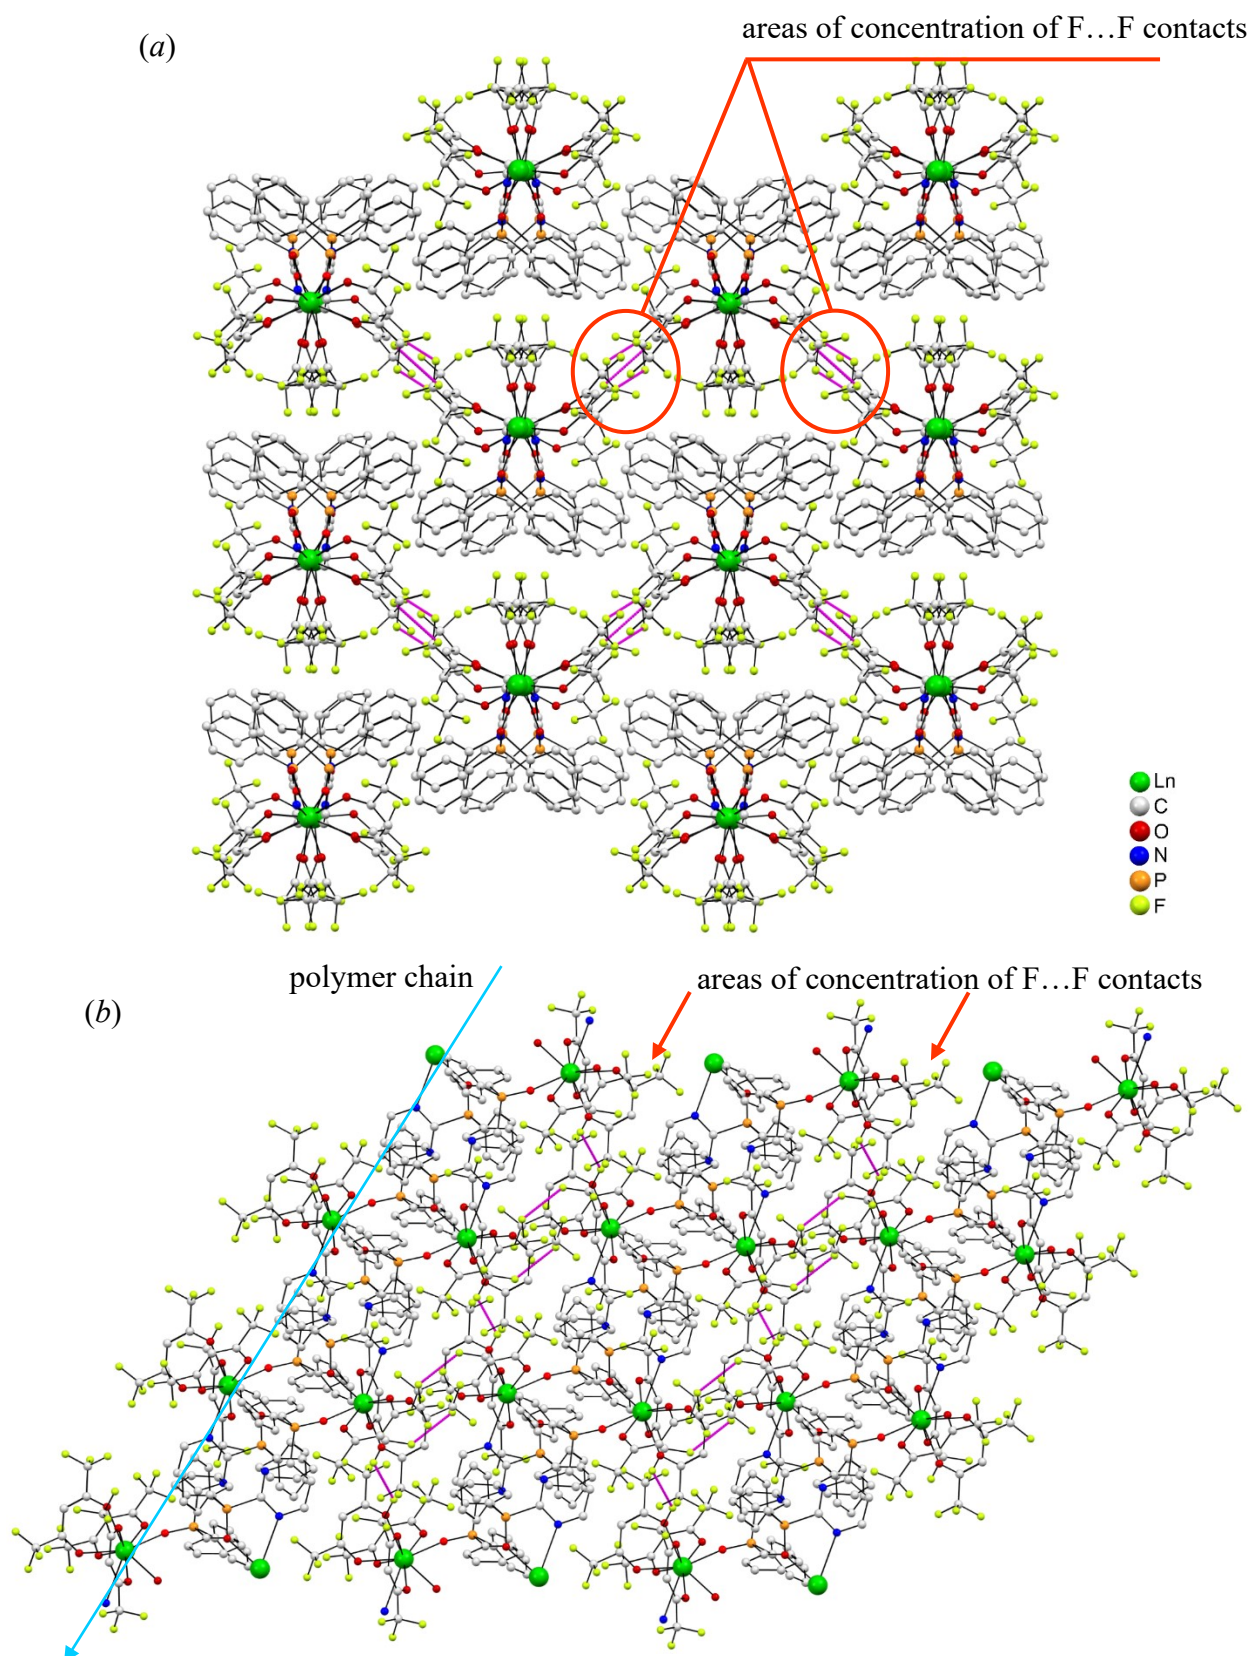 areas of concentration of F…F contacts
(a)
Ln
C
O
N
P
F
polymer chain
areas of concentration of F…F contacts
(b)